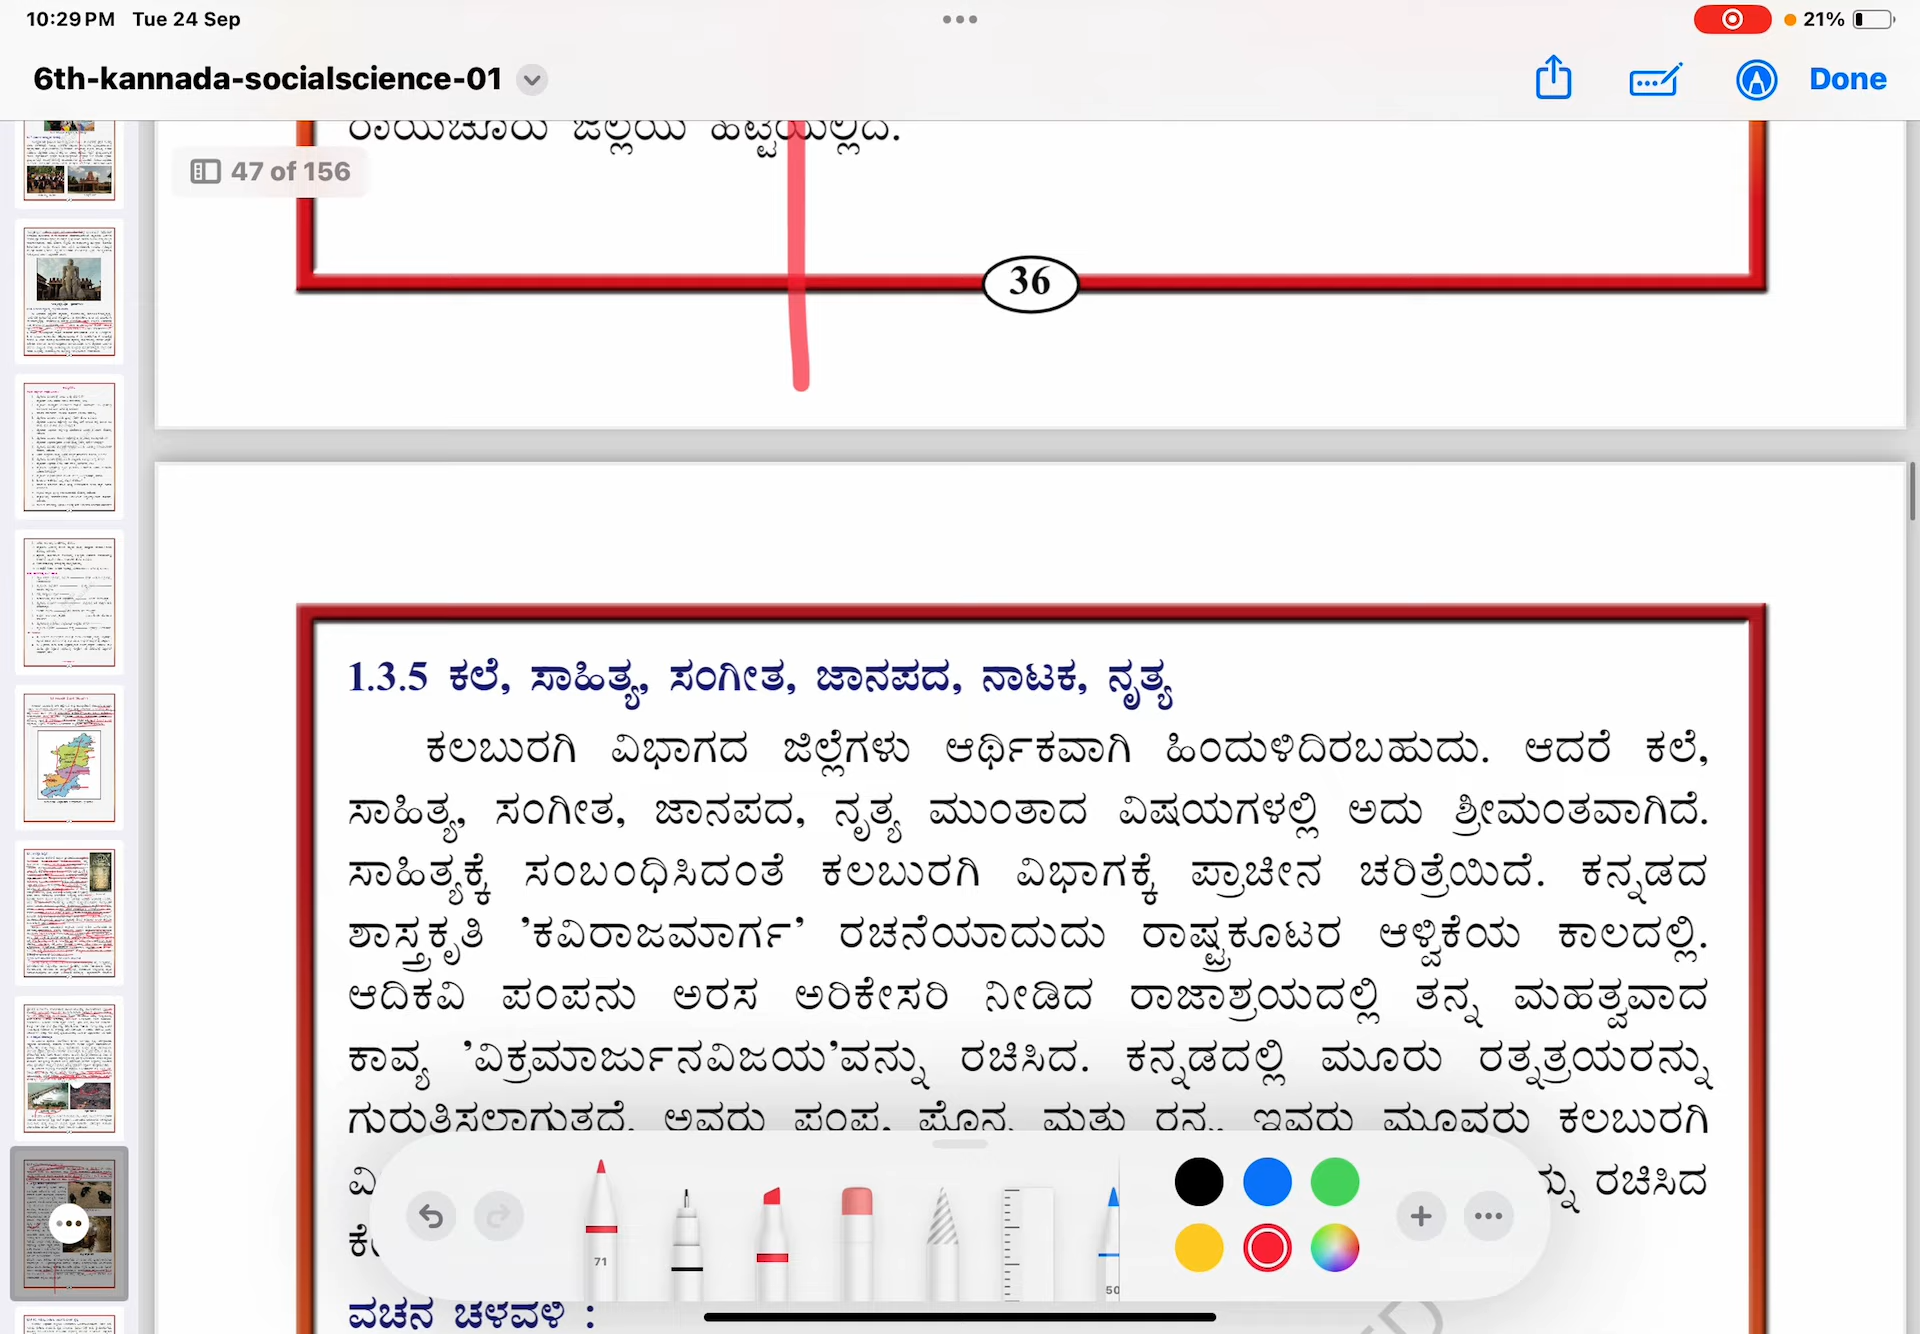 10:29 PM Tue 24 Sep
21%
6th-kannada-socialscience-01
Done
47 of 156
36
1.3.5 ಕಲೆ, ಸಾಹಿತ್ಯ, ಸಂಗೀತ, ಜಾನಪದ, ನಾಟಕ, ನೃತ್ಯ
ಕಲಬುರಗಿ ವಿಭಾಗದ ಜಿಲ್ಲೆಗಳು ಆರ್ಥಿಕವಾಗಿ ಹಿಂದುಳಿದಿರಬಹುದು. ಆದರೆ ಕಲೆ,
ಸಾಹಿತ್ಯ, ಸಂಗೀತ, ಜಾನಪದ, ನೃತ್ಯ ಮುಂತಾದ ವಿಷಯಗಳಲ್ಲಿ ಅದು ಶ್ರೀಮಂತವಾಗಿದೆ.
ಸಾಹಿತ್ಯಕ್ಕೆ ಸಂಬಂಧಿಸಿದಂತೆ ಕಲಬುರಗಿ ವಿಭಾಗಕ್ಕೆ ಪ್ರಾಚೀನ ಚರಿತ್ರೆಯಿದೆ. ಕನ್ನಡದ
ಶಾಸ್ತ್ರಕೃತಿ ’ಕವಿರಾಜಮಾರ್ಗ’ ರಚನೆಯಾದುದು ರಾಷ್ಟ್ರಕೂಟರ ಆಳ್ವಿಕೆಯ ಕಾಲದಲ್ಲಿ.
ಆದಿಕವಿ ಪಂಪನು ಅರಸ ಅರಿಕೇಸರಿ ನೀಡಿದ ರಾಜಾಶ್ರಯದಲ್ಲಿ ತನ್ನ ಮಹತ್ವವಾದ
ಕಾವ್ಯ ’ವಿಕ್ರಮಾರ್ಜುನವಿಜಯ’ವನ್ನು ರಚಿಸಿದ. ಕನ್ನಡದಲ್ಲಿ ಮೂರು ರತ್ನತ್ರಯರನ್ನು
ಗುರುತಿಸಲಾಗುತ್ತದೆ. ಅವರು ಪಂಪ, ಪೊನ್ನ ಮತ್ತು ರನ್ನ. ಇವರು ಮೂವರು ಕಲಬುರಗಿ
ರಚಿಸಿದ
71
50
ವಚನ ಚಳವಳಿ :